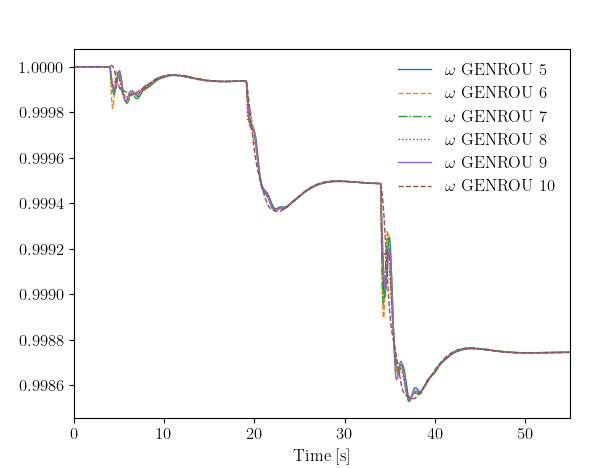 1.0000
0.9998
0.9996
0.9994
0.9992
0.9990
0.9988
0.9986
ω GENROU 5
ω GENROU 6
ω GENROU 7
ω GENROU 8
ω GENROU 9
ω GENROU 10
0 10 20 30 40 50
Time [s]